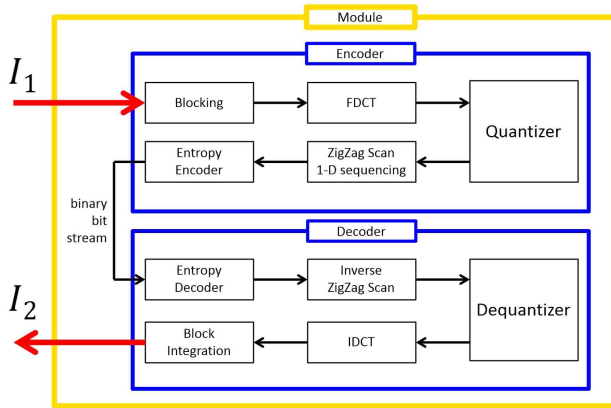 Module
Encoder
I1
Blocking
FDCT
Quantizer
Entropy
Encoder
ZigZag Scan
1-D sequencing
binary
bit
stream
Decoder
Entropy
Decoder
Inverse
ZigZag Scan
Dequantizer
I2
Block
Integration
IDCT